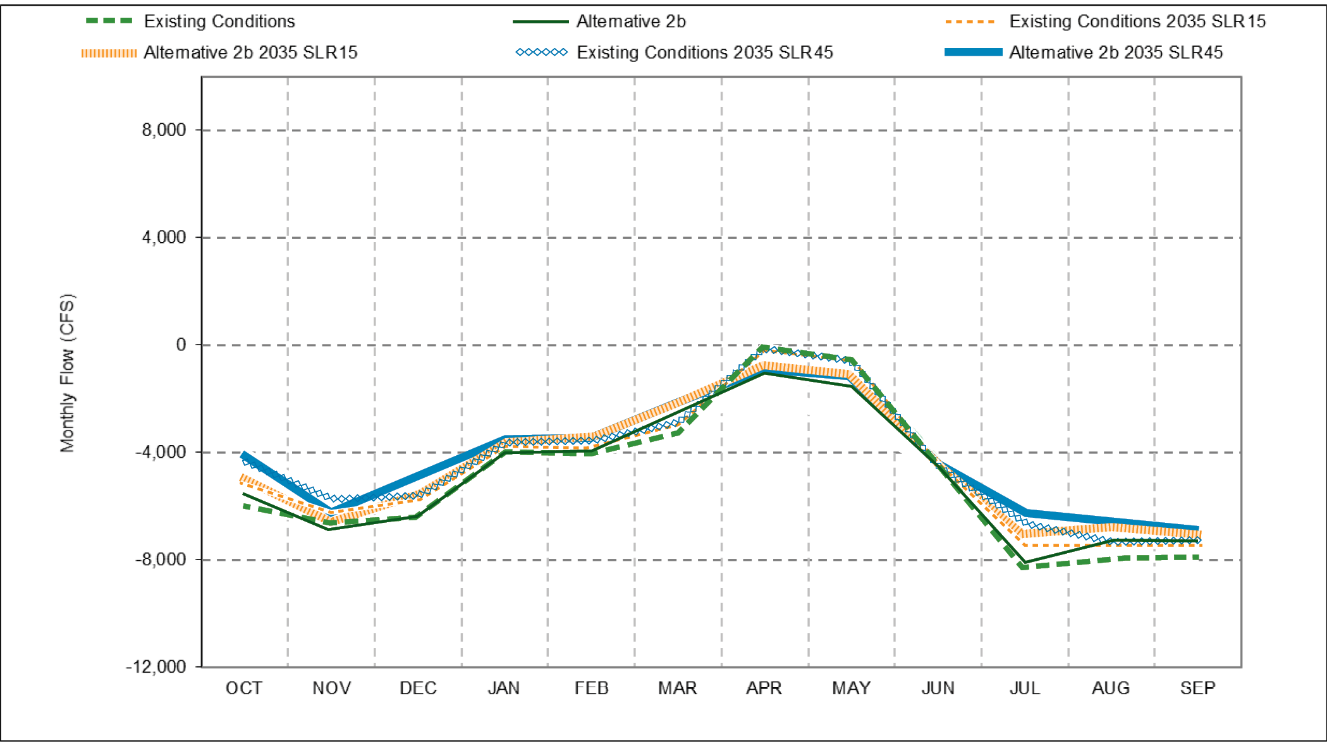 Existing Conditions
Alternative 2b
Existing Conditions 2035 SLR15
Alternative 2b 2035 SLR15
Existing Conditions 2035 SLR45
Alternative 2b 2035 SLR45
Monthly Flow (CFS)
8,000
4,000
0
-4,000
-8,000
-12,000
OCT NOV DEC JAN FEB MAR APR MAY JUN JUL AUG SEP